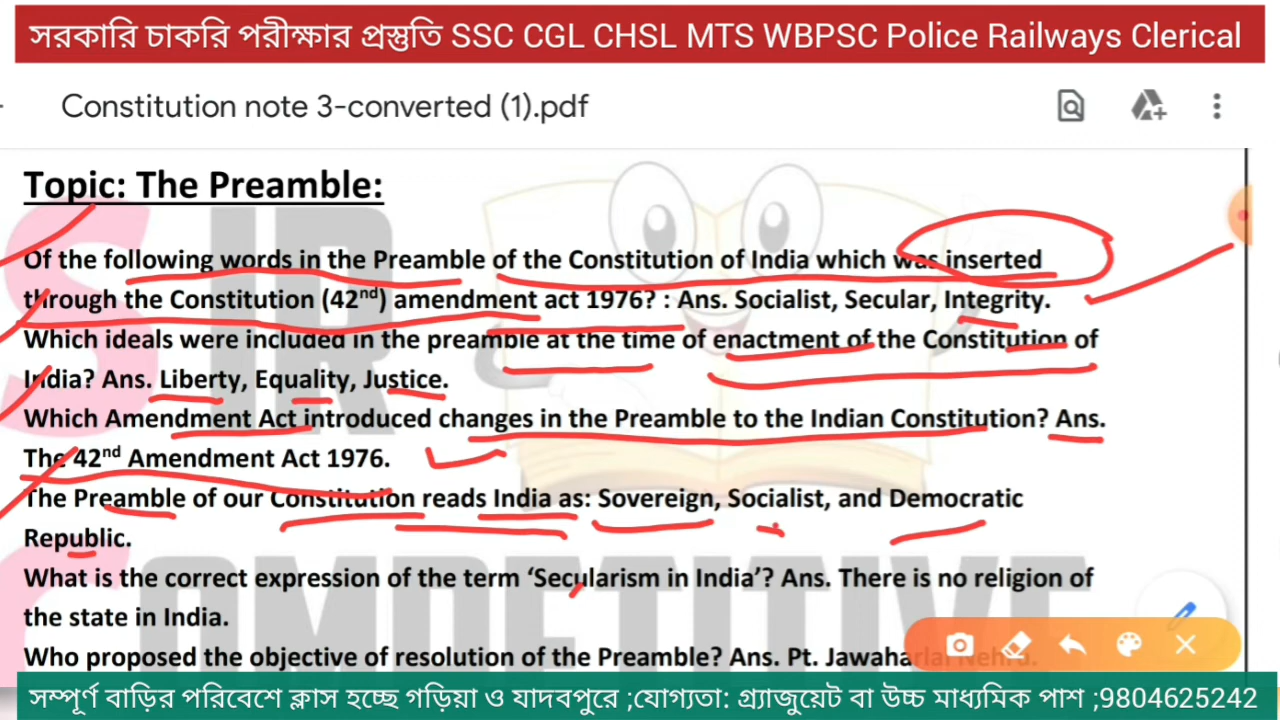 সরকারি চাকরি পরীক্ষার প্রস্তুতি SSC CGL CHSL MTS WBPSC Police Railways Clerical
Constitution note 3-converted (1).pdf
Topic: The Preamble:
Of the following words in the Preamble of the Constitution of India which was inserted
through the Constitution (42nd) amendment act 1976? : Ans. Socialist, Secular, Integrity.
Which ideals were included in the preamble at the time of enactment of the Constitution of
India? Ans. Liberty, Equality, Justice.
Which Amendment Act introduced changes in the Preamble to the Indian Constitution? Ans.
The 42nd Amendment Act 1976.
The Preamble of our Constitution reads India as: Sovereign, Socialist, and Democratic
Republic.
What is the correct expression of the term ‘Secularism in India’? Ans. There is no religion of
the state in India.
Who proposed the objective of resolution of the Preamble? Ans. Pt. Jawaharlal Nehru.
SIR
COMPETITIVE
সম্পূর্ণ বাড়ির পরিবেশে ক্লাস হচ্ছে গড়িয়া ও যাদবপুরে ;যোগ্যতা: গ্র্যাজুয়েট বা উচ্চ মাধ্যমিক পাশ ;9804625242